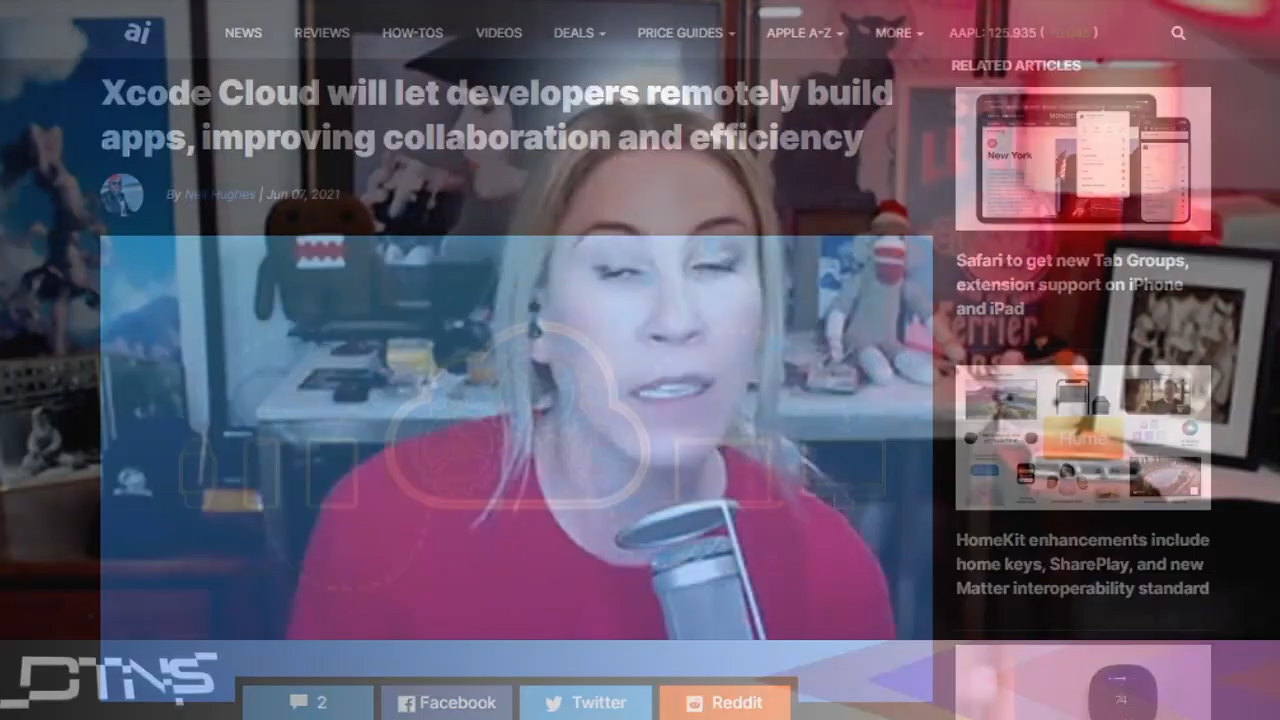 ai
NEWS REVIEWS HOW-TOS VIDEOS DEALS PRICE GUIDES APPLE A-Z MORE AAPL: 125.935 ( )
Xcode Cloud will let developers remotely build
apps, improving collaboration and efficiency
By Neil Hughes | Jun 07, 2021
RELATED ARTICLES
New York
Safari to get new Tab Groups,
extension support on iPhone
and iPad
Home
HomeKit enhancements include
home keys, SharePlay, and new
Matter interoperability standard
74
DTNS
2 Facebook Twitter Reddit